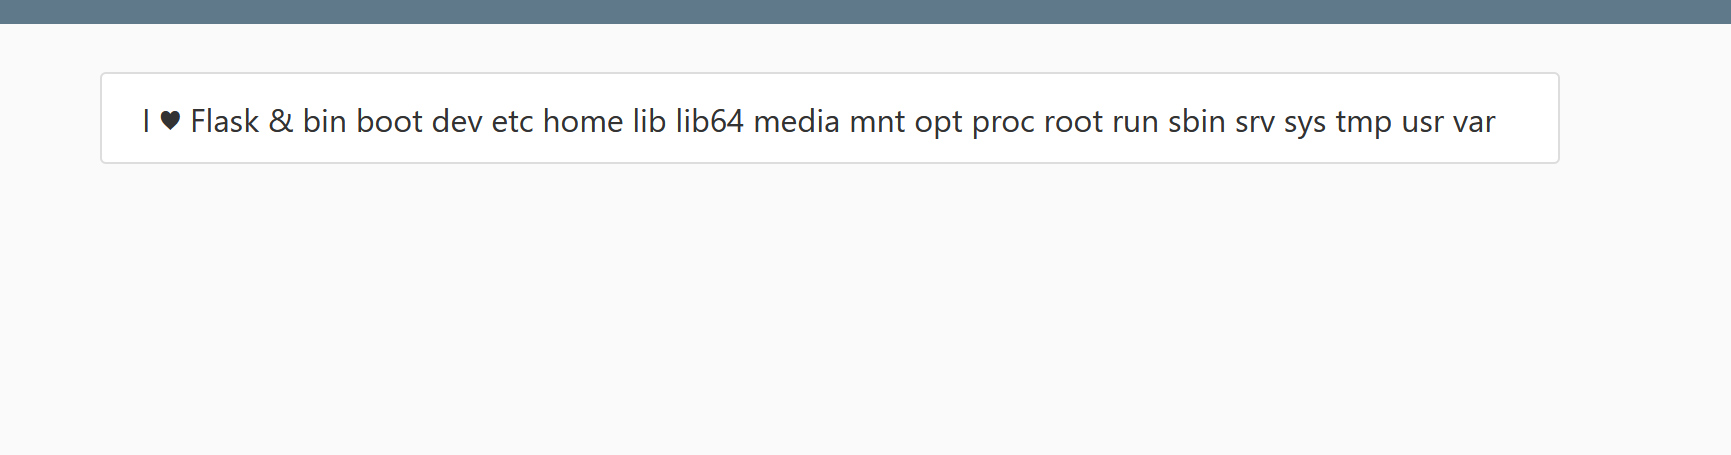 I ♥ Flask & bin boot dev etc home lib lib64 media mnt opt proc root run sbin srv sys tmp usr var